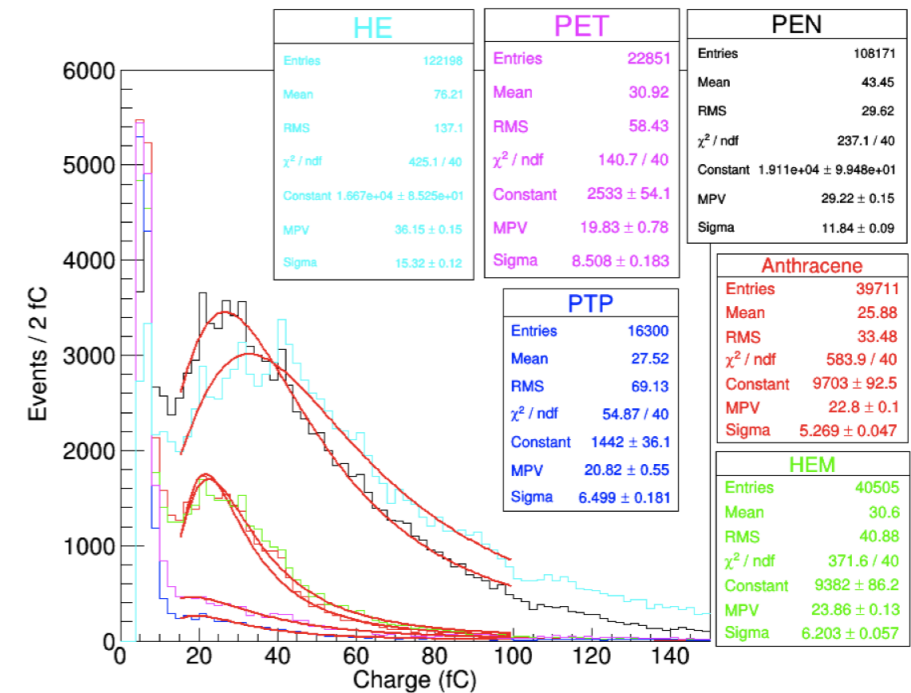 HE
Entries 122198
Mean 76.21
RMS 137.1
χ² / ndf 425.1 / 40
Constant 1.667e+04 ± 8.525e+01
MPV 36.15 ± 0.15
Sigma 15.32 ± 0.12
PET
Entries 22851
Mean 30.92
RMS 58.43
χ² / ndf 140.7 / 40
Constant 2533 ± 54.1
MPV 19.83 ± 0.78
Sigma 8.508 ± 0.183
PEN
Entries 108171
Mean 43.45
RMS 29.62
χ² / ndf 237.1 / 40
Constant 1.911e+04 ± 9.948e+01
MPV 29.22 ± 0.15
Sigma 11.84 ± 0.09
Anthracene
Entries 39711
Mean 25.88
RMS 33.48
χ² / ndf 583.9 / 40
Constant 9703 ± 92.5
MPV 22.8 ± 0.1
Sigma 5.269 ± 0.047
PTP
Entries 16300
Mean 27.52
RMS 69.13
χ² / ndf 54.87 / 40
Constant 1442 ± 36.1
MPV 20.82 ± 0.55
Sigma 6.499 ± 0.181
HEM
Entries 40505
Mean 30.6
RMS 40.88
χ² / ndf 371.6 / 40
Constant 9382 ± 86.2
MPV 23.86 ± 0.13
Sigma 6.203 ± 0.057
Events / 2 fC
6000
5000
4000
3000
2000
1000
0
0 20 40 60 80 100 120 140
Charge (fC)